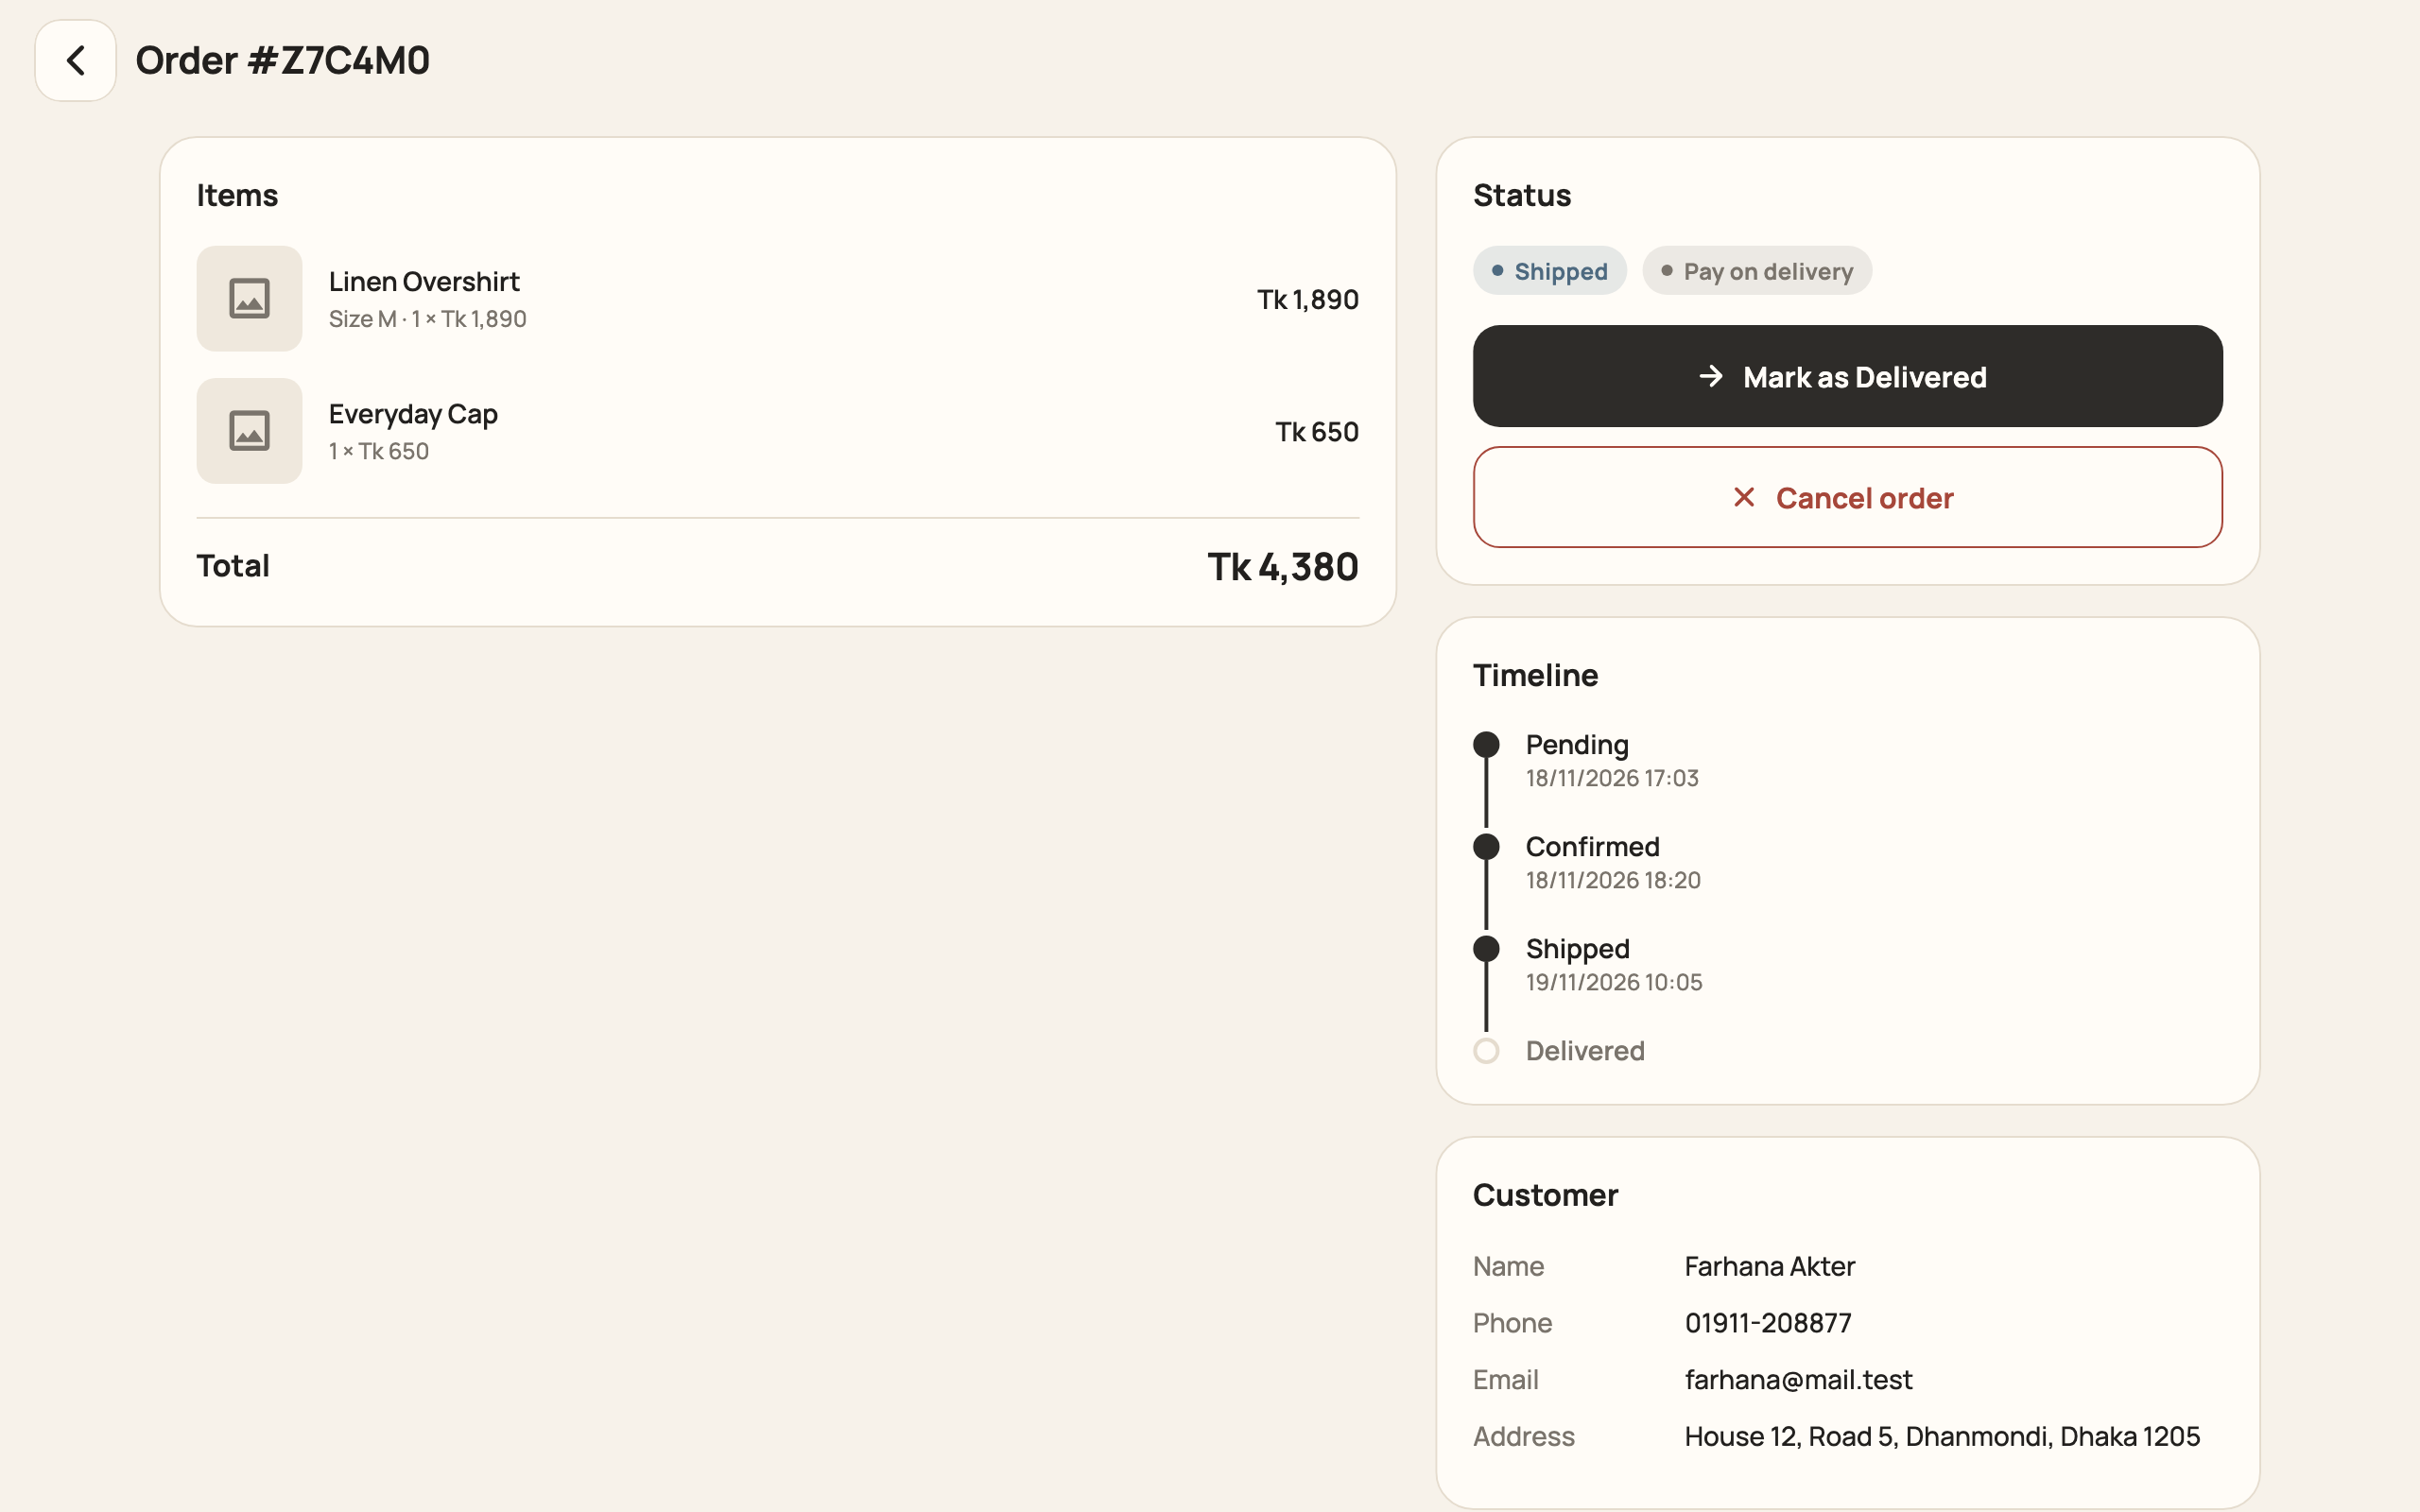 Order #Z7C4M0
Items
Linen Overshirt
Size M · 1 × Tk 1,890
Tk 1,890
Everyday Cap
1 × Tk 650
Tk 650
Total
Tk 4,380
Status
Shipped
Pay on delivery
Mark as Delivered
Cancel order
Timeline
Pending
18/11/2026 17:03
Confirmed
18/11/2026 18:20
Shipped
19/11/2026 10:05
Delivered
Customer
Name Farhana Akter
Phone 01911-208877
Email farhana@mail.test
Address House 12, Road 5, Dhanmondi, Dhaka 1205